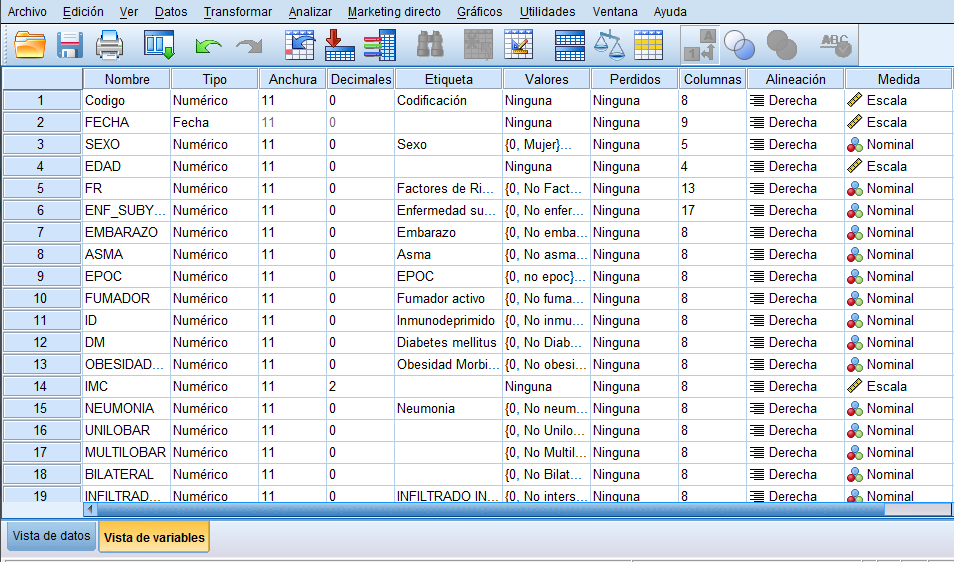 Archivo Edición Ver Datos Transformar Analizar Marketing directo Gráficos Utilidades Ventana Ayuda
A 1 4 ABC
Nombre Tipo Anchura Decimales Etiqueta Valores Perdidos Columnas Alineación Medida
1 Codigo Numérico 11 0 Codificación Ninguna Ninguna 8 Derecha Escala
2 FECHA Fecha 11 0 Ninguna Ninguna 9 Derecha Escala
3 SEXO Numérico 11 0 Sexo {0, Mujer}... Ninguna 5 Derecha Nominal
4 EDAD Numérico 11 0 Ninguna Ninguna 4 Derecha Escala
5 FR Numérico 11 0 Factores de Ri... {0, No Fact... Ninguna 13 Derecha Nominal
6 ENF_SUBY... Numérico 11 0 Enfermedad su... {0, No enfer... Ninguna 17 Derecha Nominal
7 EMBARAZO Numérico 11 0 Embarazo {0, No emba... Ninguna 8 Derecha Nominal
8 ASMA Numérico 11 0 Asma {0, No asma... Ninguna 8 Derecha Nominal
9 EPOC Numérico 11 0 EPOC {0, no epoc}... Ninguna 8 Derecha Nominal
10 FUMADOR Numérico 11 0 Fumador activo {0, No fuma... Ninguna 8 Derecha Nominal
11 ID Numérico 11 0 Inmunodeprimido {0, No inmu... Ninguna 8 Derecha Nominal
12 DM Numérico 11 0 Diabetes mellitus {0, No Diab... Ninguna 8 Derecha Nominal
13 OBESIDAD... Numérico 11 0 Obesidad Morbi... {0, No obesi... Ninguna 8 Derecha Nominal
14 IMC Numérico 11 2 Ninguna Ninguna 8 Derecha Escala
15 NEUMONIA Numérico 11 0 Neumonia {0, No neum... Ninguna 8 Derecha Nominal
16 UNILOBAR Numérico 11 0 {0, No Unilo... Ninguna 8 Derecha Nominal
17 MULTILOBAR Numérico 11 0 {0, No Multil... Ninguna 8 Derecha Nominal
18 BILATERAL Numérico 11 0 {0, No Bilat... Ninguna 8 Derecha Nominal
19 INFILTRAD... Numérico 11 0 INFILTRADO IN... {0, No inters... Ninguna 8 Derecha Nominal
Vista de datos Vista de variables